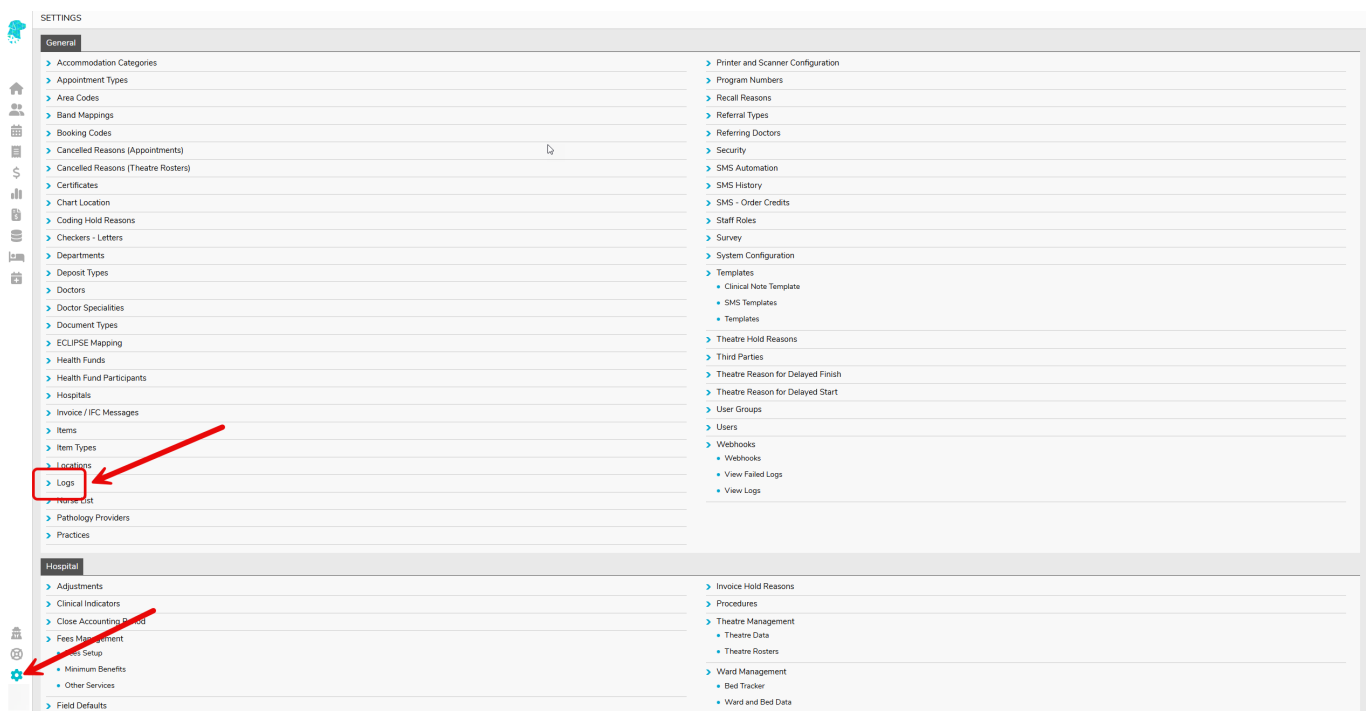 SETTINGS
General
Accommodation Categories
Appointment Types
Area Codes
Band Mappings
Booking Codes
Cancelled Reasons (Appointments)
Cancelled Reasons (Theatre Rosters)
Certificates
Chart Location
Coding Hold Reasons
Checkers - Letters
Departments
Deposit Types
Doctors
Doctor Specialities
Document Types
ECLIPSE Mapping
Health Funds
Health Fund Participants
Hospitals
Invoice / IFC Messages
Items
Item Types
Locations
Logs
Nurse List
Pathology Providers
Practices
Printer and Scanner Configuration
Program Numbers
Recall Reasons
Referral Types
Referring Doctors
Security
SMS Automation
SMS History
SMS - Order Credits
Staff Roles
Survey
System Configuration
Templates
Clinical Note Template
SMS Templates
Templates
Theatre Hold Reasons
Third Parties
Theatre Reason for Delayed Finish
Theatre Reason for Delayed Start
User Groups
Users
Webhooks
Webhooks
View Failed Logs
View Logs
Hospital
Adjustments
Clinical Indicators
Close Accounting Period
Fees Management
Fees Setup
Minimum Benefits
Other Services
Field Defaults
Invoice Hold Reasons
Procedures
Theatre Management
Theatre Data
Theatre Rosters
Ward Management
Bed Tracker
Ward and Bed Data